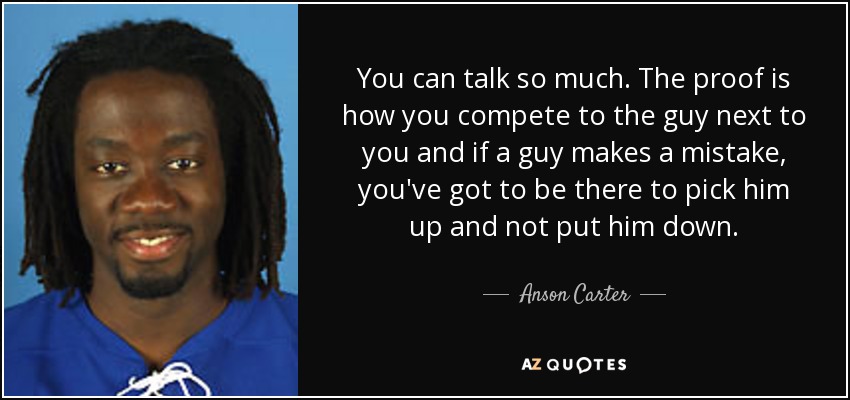 You can talk so much. The proof is
how you compete to the guy next to
you and if a guy makes a mistake,
you've got to be there to pick him
up and not put him down.
Anson Carter
AZ QUOTES